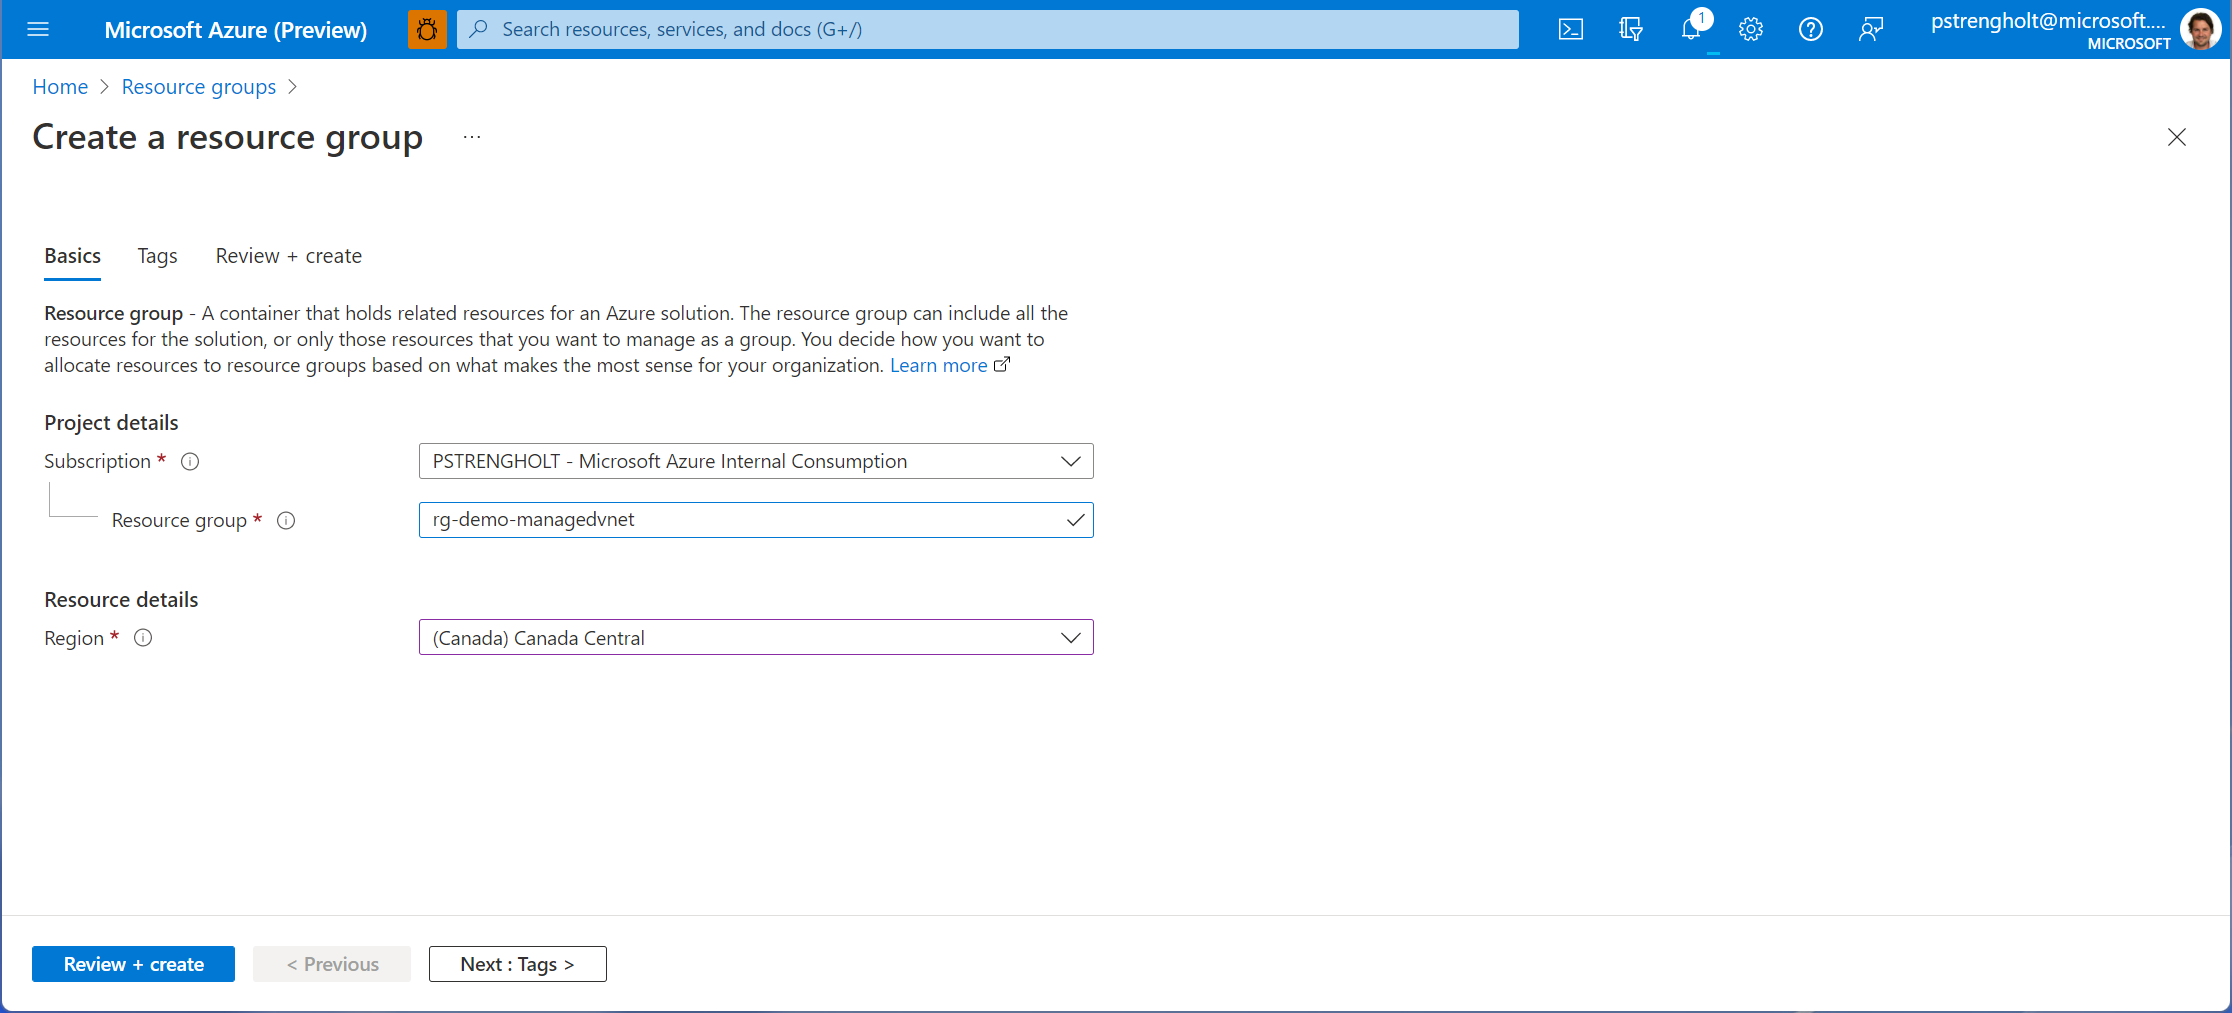 Microsoft Azure (Preview)
Search resources, services, and docs (G+/)
1
pstrengholt@microsoft....
MICROSOFT
Home > Resource groups >
Create a resource group ...
Basics Tags Review + create
Resource group - A container that holds related resources for an Azure solution. The resource group can include all the
resources for the solution, or only those resources that you want to manage as a group. You decide how you want to
allocate resources to resource groups based on what makes the most sense for your organization. Learn more
Project details
Subscription * PSTRENGHOLT - Microsoft Azure Internal Consumption
Resource group * rg-demo-managedvnet
Resource details
Region * (Canada) Canada Central
Review + create < Previous Next : Tags >